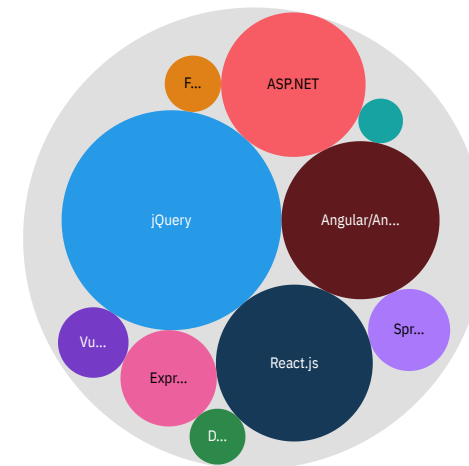 F...
ASP.NET
jQuery
Angular/An...
Spr...
Vu...
React.js
Expr...
D...